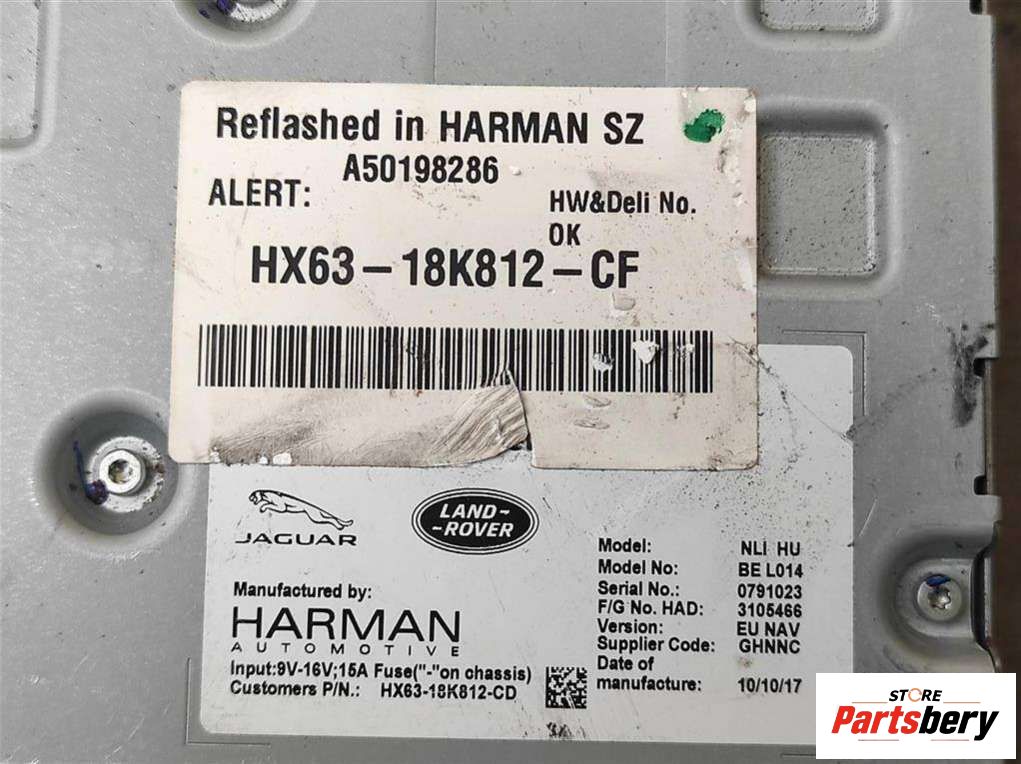 Reflashed in HARMAN SZ
A50198286
ALERT:
HW&Deli No.
OK
HX63-18K812-CF
JAGUAR
LAND-
-ROVER
Manufactured by:
HARMAN
AUTOMOTIVE
Input:9V-16V;15A Fuse("-"on chassis)
Customers P/N.: HX63-18K812-CD
Model: NLI HU
Model No: BE L014
Serial No.: 0791023
F/G No. HAD: 3105466
Version: EU NAV
Supplier Code: GHNNC
Date of
manufacture: 10/10/17
STORE
Partsbery